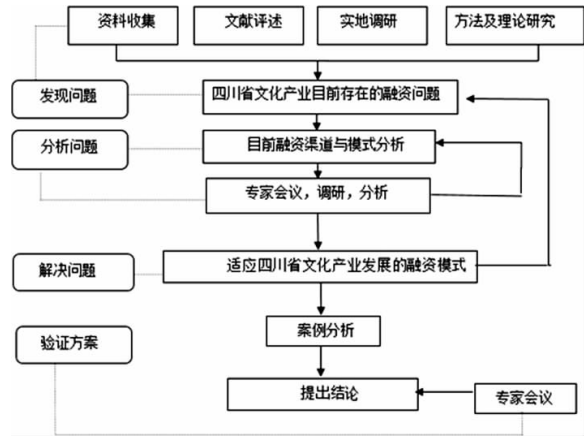 资料收集
文献评述
实地调研
方法及理论研究
发现问题
四川省文化产业目前存在的融资问题
分析问题
目前融资渠道与模式分析
专家会议，调研，分析
解决问题
适应四川省文化产业发展的融资模式
案例分析
验证方案
提出结论
专家会议